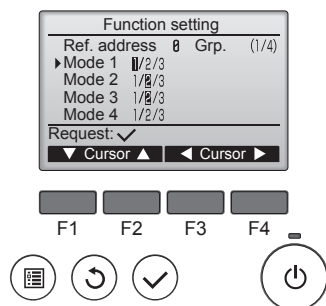 Function setting
Ref. address 0 Grp. (1/4)
▶Mode 1 1/2/3
Mode 2 1/2/3
Mode 3 1/2/3
Mode 4 1/2/3
Request: ✓
▼ Cursor ▲ ◀ Cursor ▶
F1 F2 F3 F4